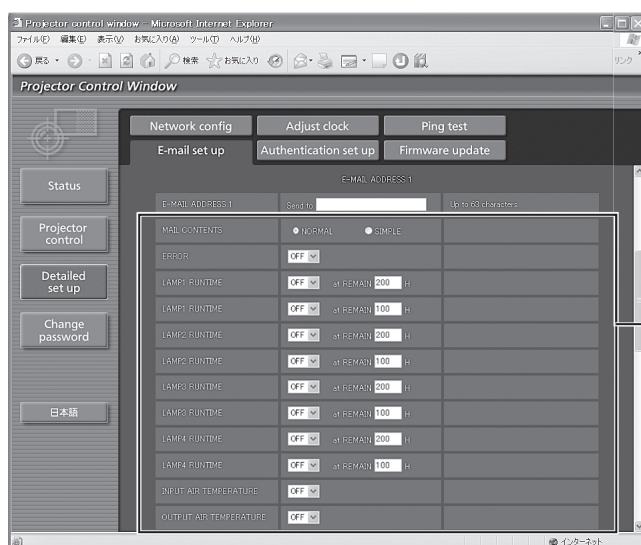 Projector control window - Microsoft Internet Explorer
ファイル(F) 編集(E) 表示(V) お気に入り(A) ツール(T) ヘルプ(H)
戻る 検索 お気に入り リンク
Projector Control Window
Network config Adjust clock Ping test
E-mail set up Authentication set up Firmware update
Status
Projector control
Detailed set up
Change password
日本語
E-MAIL ADDRESS 1
E-MAIL ADDRESS 1 Send to Up to 63 characters
MAIL CONTENTS NORMAL SIMPLE
ERROR OFF
LAMP1 RUNTIME OFF at REMAIN 200 H
LAMP1 RUNTIME OFF at REMAIN 100 H
LAMP2 RUNTIME OFF at REMAIN 200 H
LAMP2 RUNTIME OFF at REMAIN 100 H
LAMP3 RUNTIME OFF at REMAIN 200 H
LAMP3 RUNTIME OFF at REMAIN 100 H
LAMP4 RUNTIME OFF at REMAIN 200 H
LAMP4 RUNTIME OFF at REMAIN 100 H
INPUT AIR TEMPERATURE OFF
OUTPUT AIR TEMPERATURE OFF
インターネット